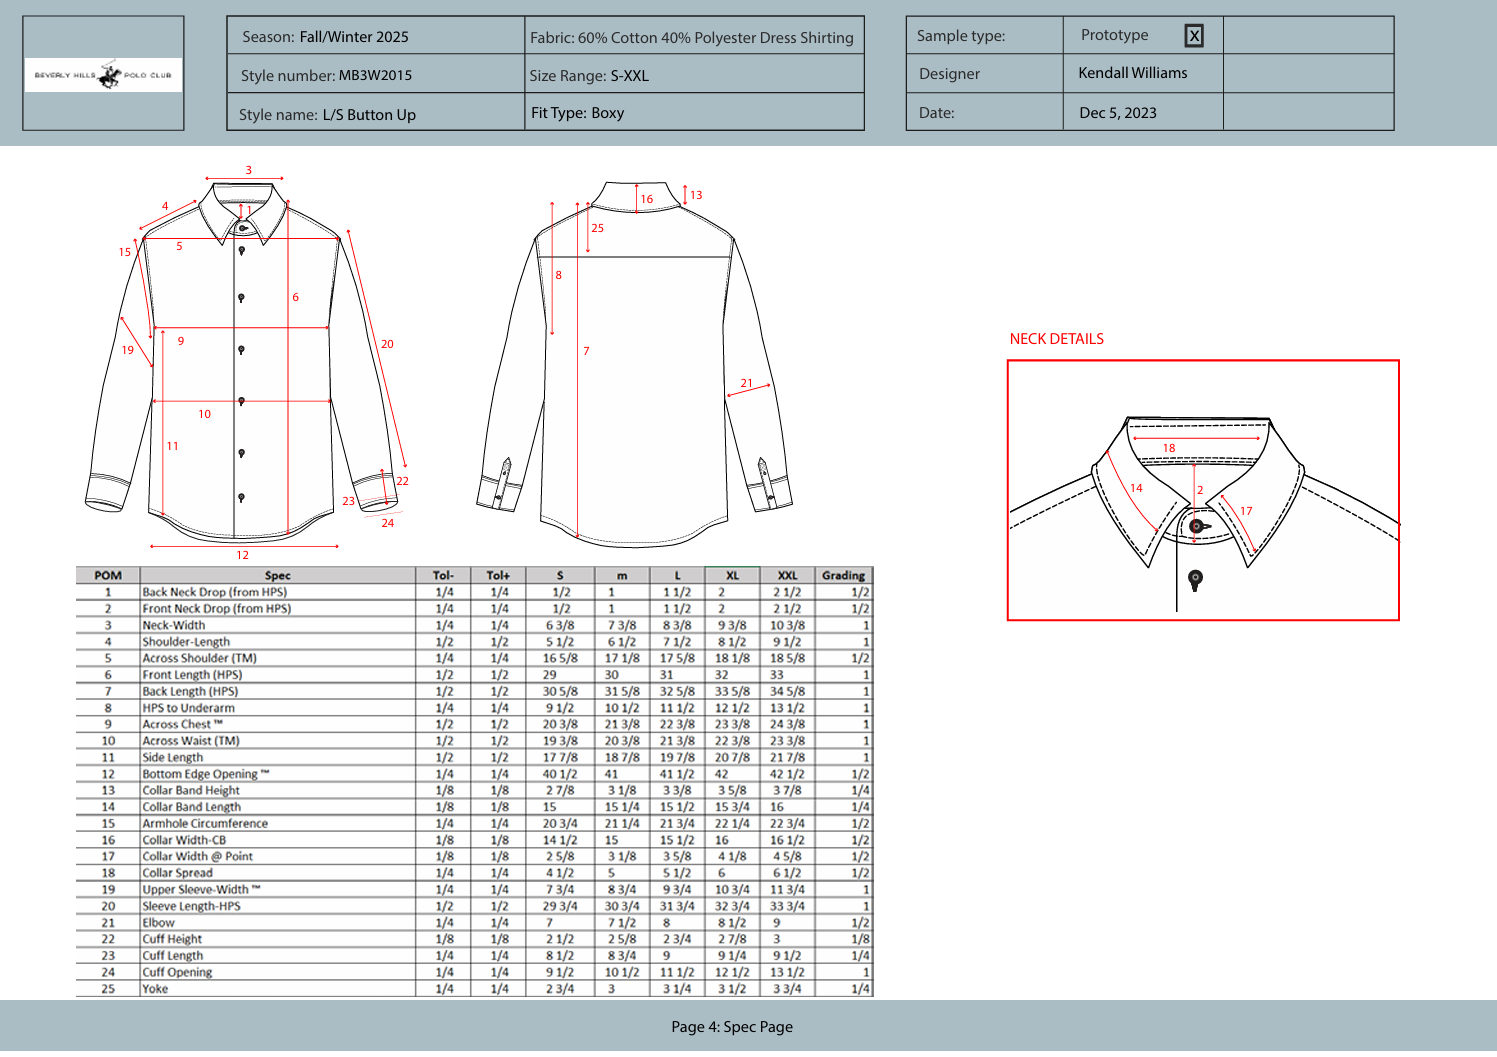 BEVERLY HILLS POLO CLUB
Season: Fall/Winter 2025
Fabric: 60% Cotton 40% Polyester Dress Shirting
Style number: MB3W2015
Size Range: S-XXL
Style name: L/S Button Up
Fit Type: Boxy
Sample type: Prototype X
Designer Kendall Williams
Date: Dec 5, 2023
3
4
1
5
15
6
9
19
20
10
11
22
23
24
12
16
13
25
8
7
21
NECK DETAILS
18
14
2
17
POM Spec Tol- Tol+ S m L XL XXL Grading
1 Back Neck Drop (from HPS) 1/4 1/4 1/2 1 1 1/2 2 2 1/2 1/2
2 Front Neck Drop (from HPS) 1/4 1/4 1/2 1 1 1/2 2 2 1/2 1/2
3 Neck-Width 1/4 1/4 6 3/8 7 3/8 8 3/8 9 3/8 10 3/8 1
4 Shoulder-Length 1/2 1/2 5 1/2 6 1/2 7 1/2 8 1/2 9 1/2 1
5 Across Shoulder (TM) 1/4 1/4 16 5/8 17 1/8 17 5/8 18 1/8 18 5/8 1/2
6 Front Length (HPS) 1/2 1/2 29 30 31 32 33 1
7 Back Length (HPS) 1/2 1/2 30 5/8 31 5/8 32 5/8 33 5/8 34 5/8 1
8 HPS to Underarm 1/4 1/4 9 1/2 10 1/2 11 1/2 12 1/2 13 1/2 1
9 Across Chest ™ 1/2 1/2 20 3/8 21 3/8 22 3/8 23 3/8 24 3/8 1
10 Across Waist (TM) 1/2 1/2 19 3/8 20 3/8 21 3/8 22 3/8 23 3/8 1
11 Side Length 1/2 1/2 17 7/8 18 7/8 19 7/8 20 7/8 21 7/8 1
12 Bottom Edge Opening ™ 1/4 1/4 40 1/2 41 41 1/2 42 42 1/2 1/2
13 Collar Band Height 1/8 1/8 2 7/8 3 1/8 3 3/8 3 5/8 3 7/8 1/4
14 Collar Band Length 1/8 1/8 15 15 1/4 15 1/2 15 3/4 16 1/4
15 Armhole Circumference 1/4 1/4 20 3/4 21 1/4 21 3/4 22 1/4 22 3/4 1/2
16 Collar Width-CB 1/8 1/8 14 1/2 15 15 1/2 16 16 1/2 1/2
17 Collar Width @ Point 1/8 1/8 2 5/8 3 1/8 3 5/8 4 1/8 4 5/8 1/2
18 Collar Spread 1/4 1/4 4 1/2 5 5 1/2 6 6 1/2 1/2
19 Upper Sleeve-Width ™ 1/4 1/4 7 3/4 8 3/4 9 3/4 10 3/4 11 3/4 1
20 Sleeve Length-HPS 1/2 1/2 29 3/4 30 3/4 31 3/4 32 3/4 33 3/4 1
21 Elbow 1/4 1/4 7 7 1/2 8 8 1/2 9 1/2
22 Cuff Height 1/8 1/8 2 1/2 2 5/8 2 3/4 2 7/8 3 1/8
23 Cuff Length 1/4 1/4 8 1/2 8 3/4 9 9 1/4 9 1/2 1/4
24 Cuff Opening 1/4 1/4 9 1/2 10 1/2 11 1/2 12 1/2 13 1/2 1
25 Yoke 1/4 1/4 2 3/4 3 3 1/4 3 1/2 3 3/4 1/4
Page 4: Spec Page